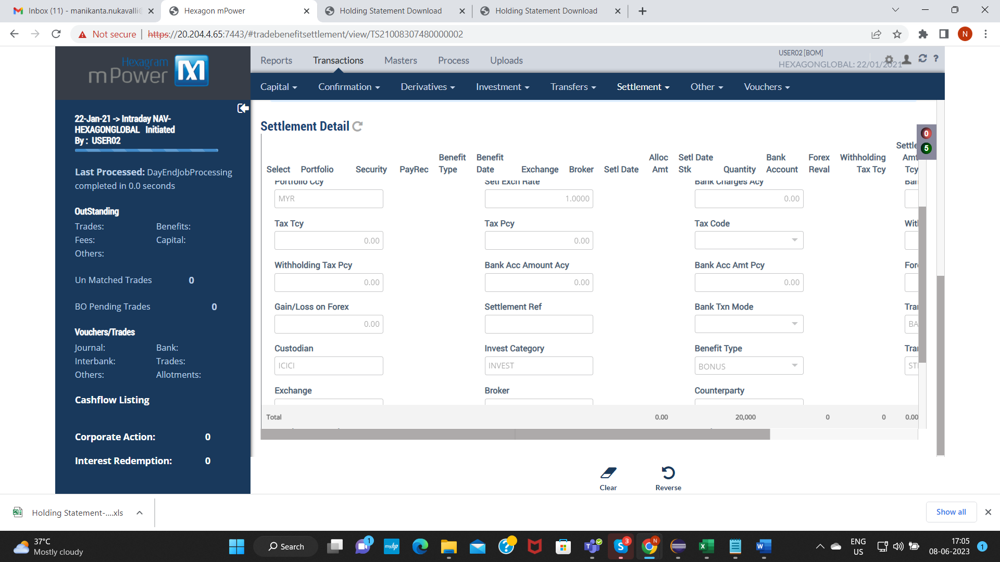 Inbox (11) - manikanta.nukavalli@
Hexagon mPower
Holding Statement Download
Holding Statement Download
Not secure
https://20.204.4.65:7443/#tradebenefitsettlement/view/TS21008307480000002
N
Hexagram
mPower
Reports
Transactions
Masters
Process
Uploads
USER02 [BOM]
HEXAGONGLOBAL: 22/01/2021
?
Capital
Confirmation
Derivatives
Investment
Transfers
Settlement
Other
Vouchers
22-Jan-21 -> Intraday NAV-
HEXAGONGLOBAL Initiated
By : USER02
Last Processed: DayEndJobProcessing
completed in 0.0 seconds
OutStanding
Trades: Benefits:
Fees: Capital:
Others:
Un Matched Trades 0
BO Pending Trades 0
Vouchers/Trades
Journal: Bank:
Interbank: Trades:
Others: Allotments:
Cashflow Listing
Corporate Action: 0
Interest Redemption: 0
Settlement Detail
0
5
Select
Portfolio
Security
PayRec
Benefit
Type
Benefit
Date
Exchange
Broker
Setl Date
Alloc
Amt
Setl Date
Stk
Quantity
Bank
Account
Forex
Reval
Withholding
Tax Tcy
Settle
Amt
Tcy
Portfolio Ccy
Setl Exch Rate
Bank Charges Acy
Ban
MYR
1.0000
0.00
Tax Tcy
Tax Pcy
Tax Code
With
0.00
0.00
Withholding Tax Pcy
Bank Acc Amount Acy
Bank Acc Amt Pcy
Fore
0.00
0.00
0.00
Gain/Loss on Forex
Settlement Ref
Bank Txn Mode
Tran
0.00
BA
Custodian
Invest Category
Benefit Type
Tran
ICICI
INVEST
BONUS
ST
Exchange
Broker
Counterparty
Total 0.00 20,000 0 0 0.00
Clear
Reverse
Holding Statement-....xls
Show all
37°C
Mostly cloudy
Search
1
myhp
?
T
S
3
N
X
W
ENG
US
17:05
08-06-2023
1